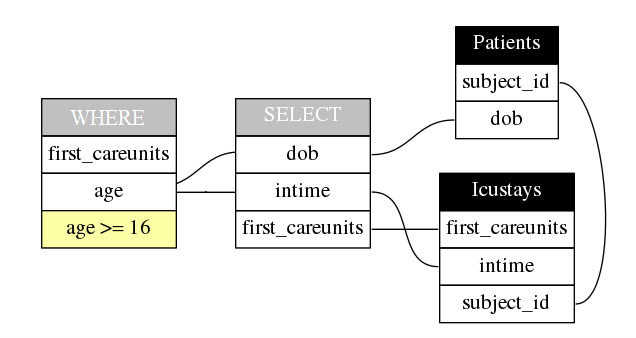 WHERE
first_careunits
age
age >= 16
SELECT
dob
intime
first_careunits
Patients
subject_id
dob
Icustays
first_careunits
intime
subject_id